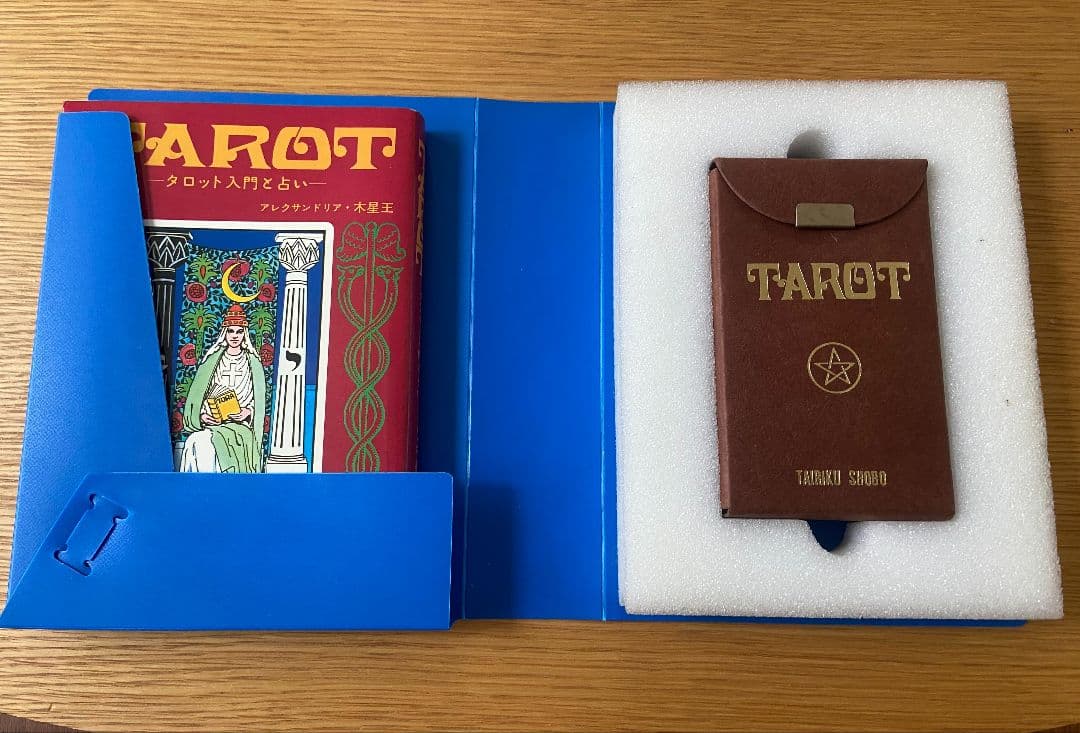 TAROT
―タロット入門と占い―
アレクサンドリア・木星王
TORA
TAROT
TAIRIKU SHOBO